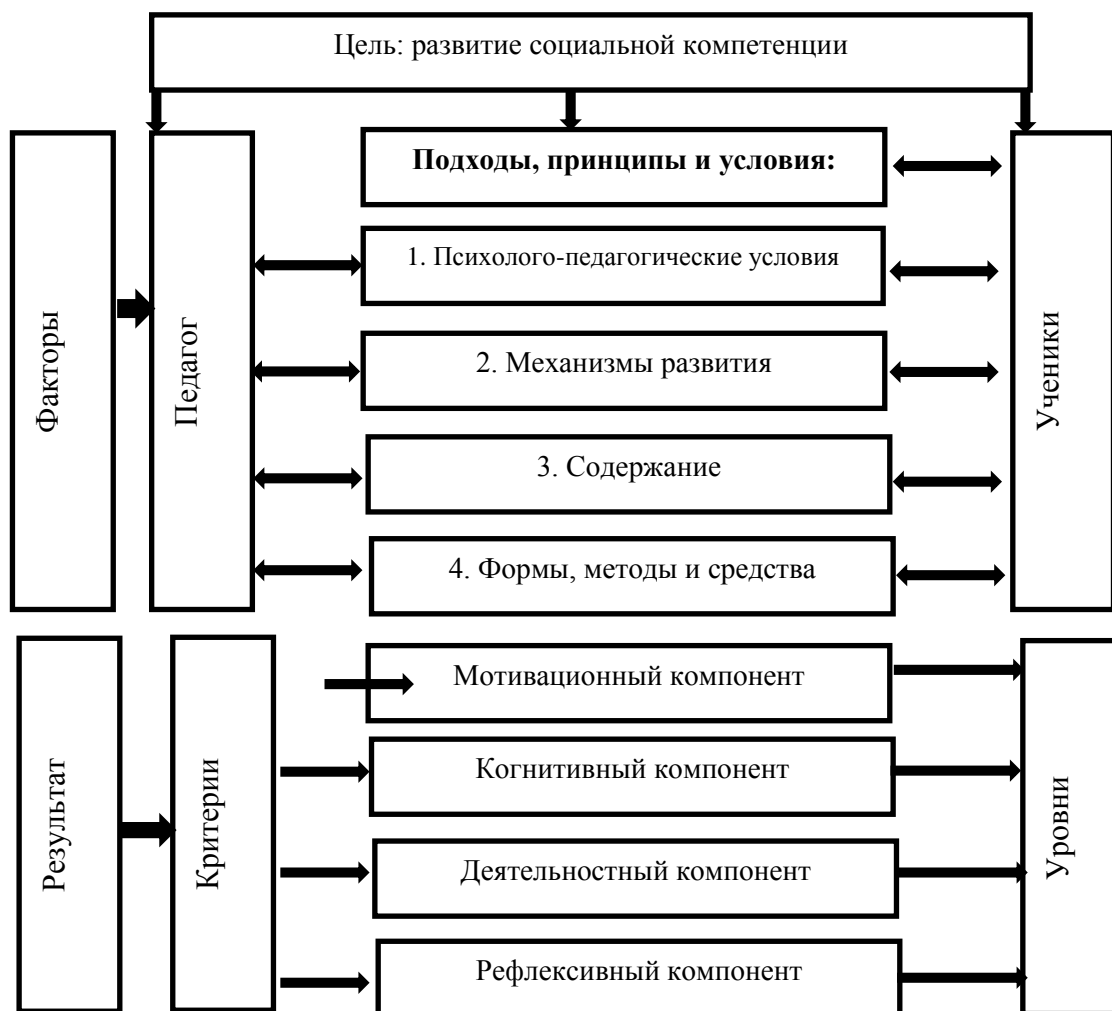 Цель: развитие социальной компетенции
Факторы
Педагог
Подходы, принципы и условия:
1. Психолого-педагогические условия
2. Механизмы развития
3. Содержание
4. Формы, методы и средства
Ученики
Результат
Критерии
Мотивационный компонент
Когнитивный компонент
Деятельностный компонент
Рефлексивный компонент
Уровни